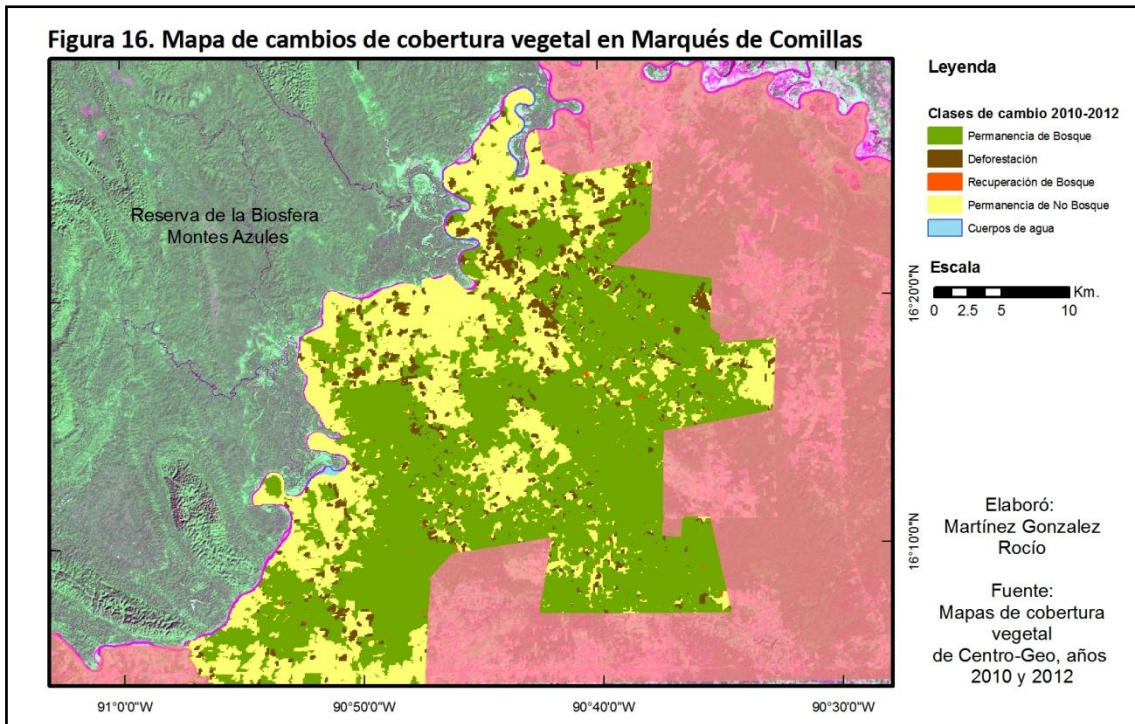 Figura 16. Mapa de cambios de cobertura vegetal en Marqués de Comillas
Reserva de la Biosfera
Montes Azules
Leyenda
Clases de cambio 2010-2012
Permanencia de Bosque
Deforestación
Recuperación de Bosque
Permanencia de No Bosque
Cuerpos de agua
Escala
Km.
0 2.5 5 10
16°20'0"N
16°10'0"N
Elaboró:
Martínez Gonzalez
Rocío
Fuente:
Mapas de cobertura
vegetal
de Centro-Geo, años
2010 y 2012
91°0'0"W 90°50'0"W 90°40'0"W 90°30'0"W